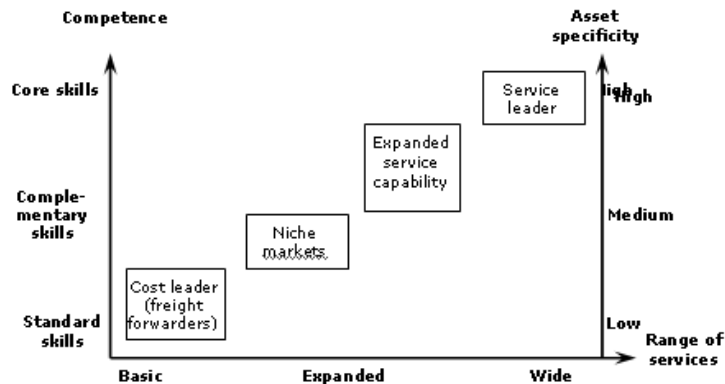 Competence
Asset
specificity
Core skills
Service
leader
High
High
Expanded
service
capability
Comple-
mentary
skills
Medium
Niche
markets
Cost leader
(freight
forwarders)
Standard
skills
Low
Range of
services
Basic
Expanded
Wide